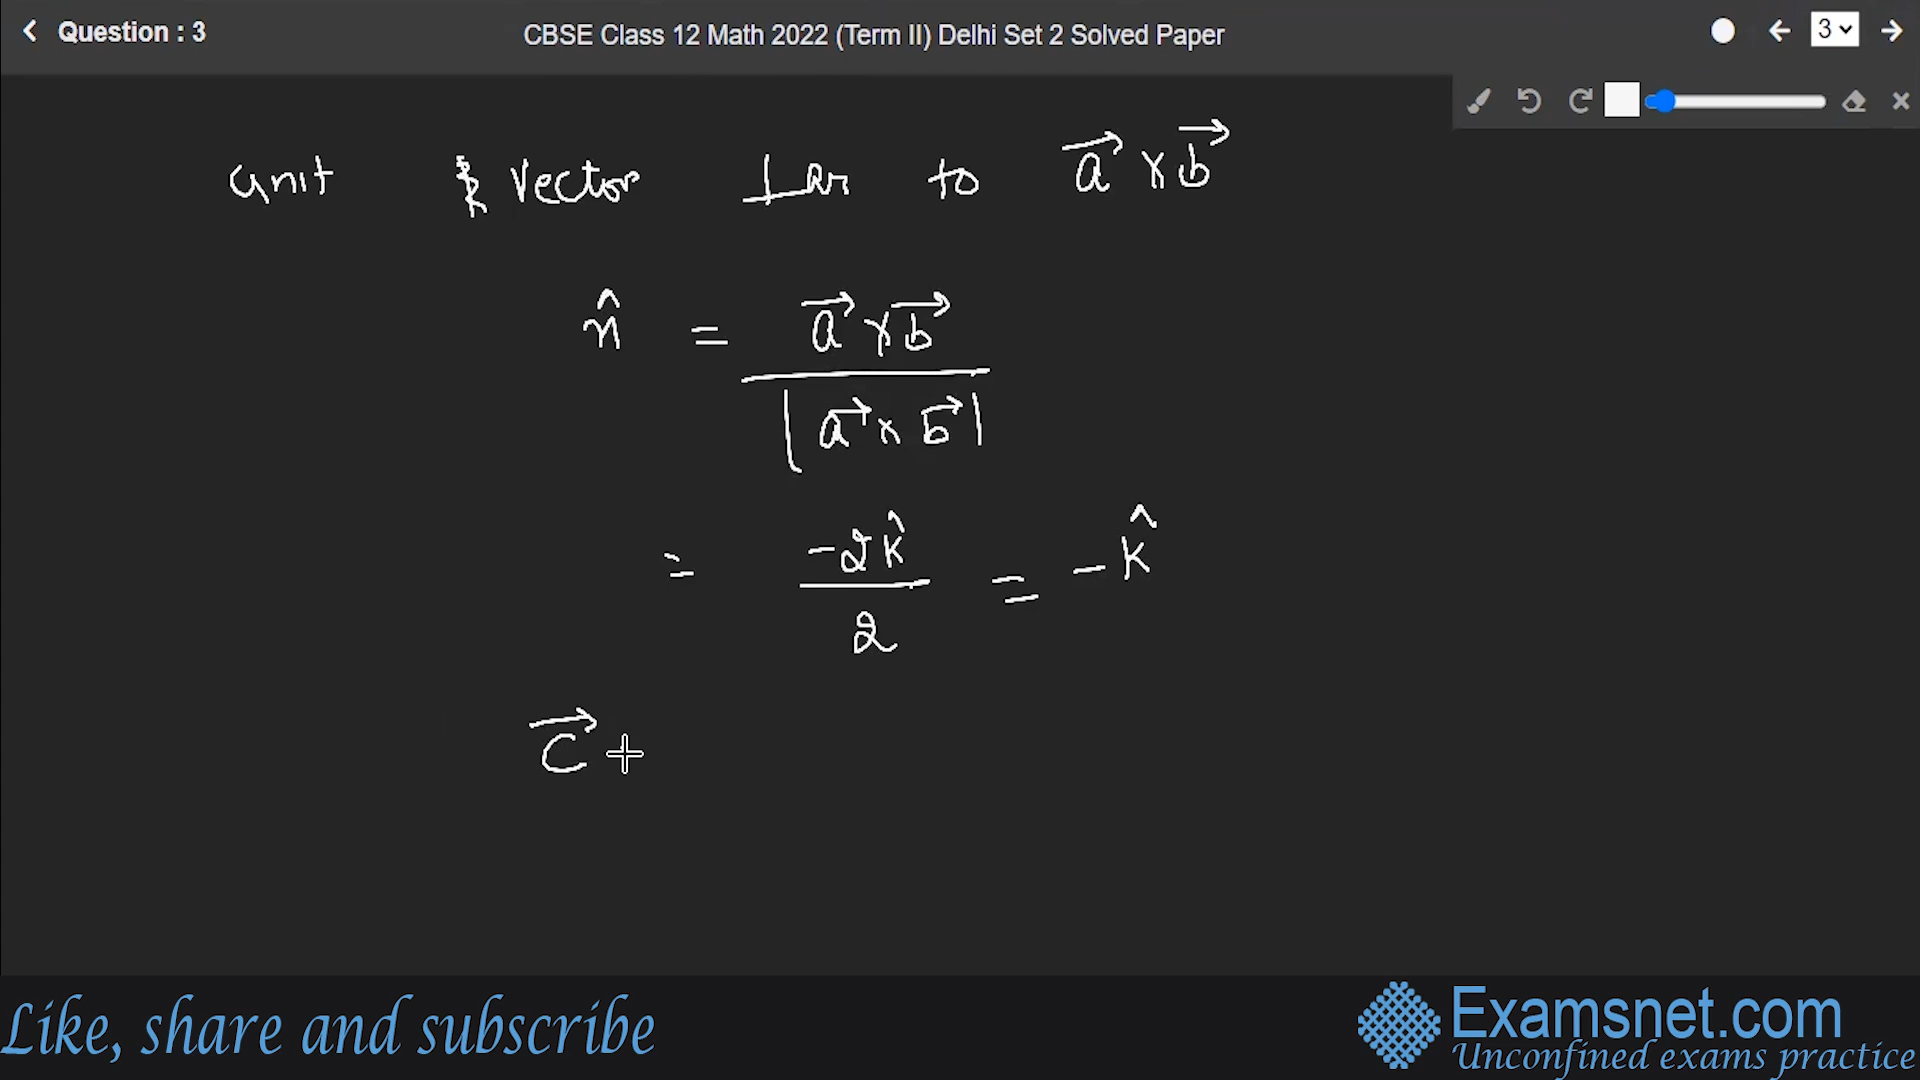 Question : 3
CBSE Class 12 Math 2022 (Term II) Delhi Set 2 Solved Paper
3
unit vector ⊥ar to a⃗ x b⃗
n̂ = a⃗ x b⃗ / |a⃗ x b⃗|
= -2k̂ / 2 = -k̂
c⃗
Like, share and subscribe
Examsnet.com
Unconfined exams practice